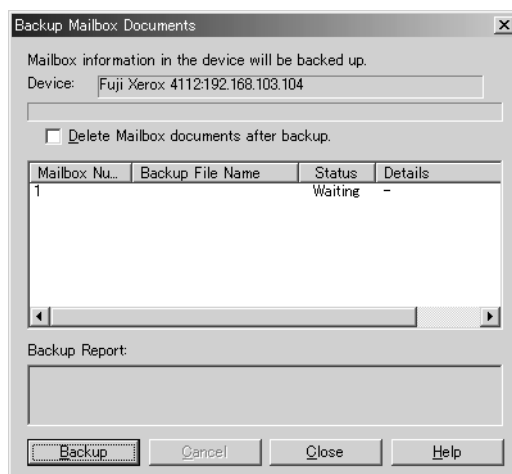 Backup Mailbox Documents
Mailbox information in the device will be backed up.
Device: Fuji Xerox 4112:192.168.103.104
Delete Mailbox documents after backup.
Mailbox Nu... Backup File Name Status Details
1 Waiting -
Backup Report:
Backup Cancel Close Help